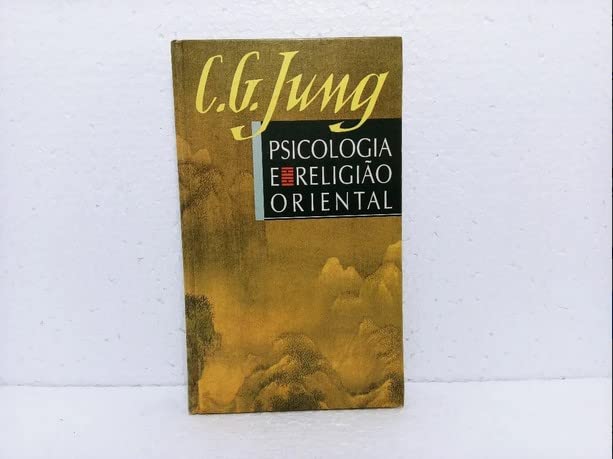 C.G. Jung
PSICOLOGIA
E RELIGIÃO
ORIENTAL